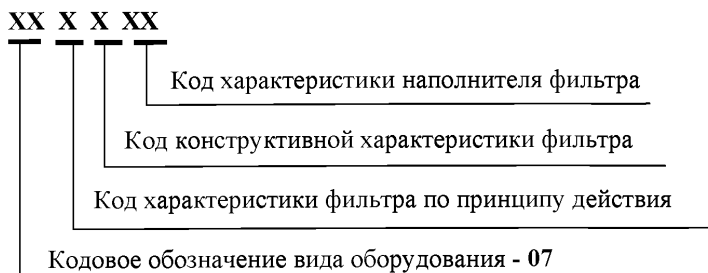 XX X X XX
Код характеристики наполнителя фильтра
Код конструктивной характеристики фильтра
Код характеристики фильтра по принципу действия
Кодовое обозначение вида оборудования - 07